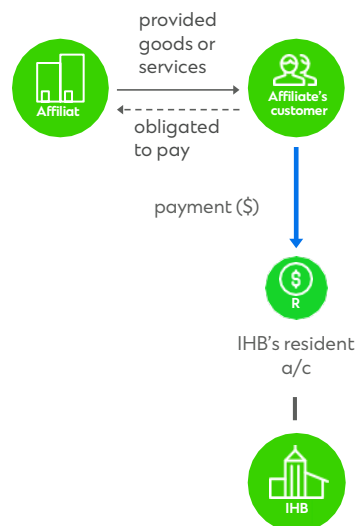 provided
goods or
services
Affiliat
Affiliate's
customer
obligated
to pay
payment ($)
$
R
IHB's resident
a/c
IHB